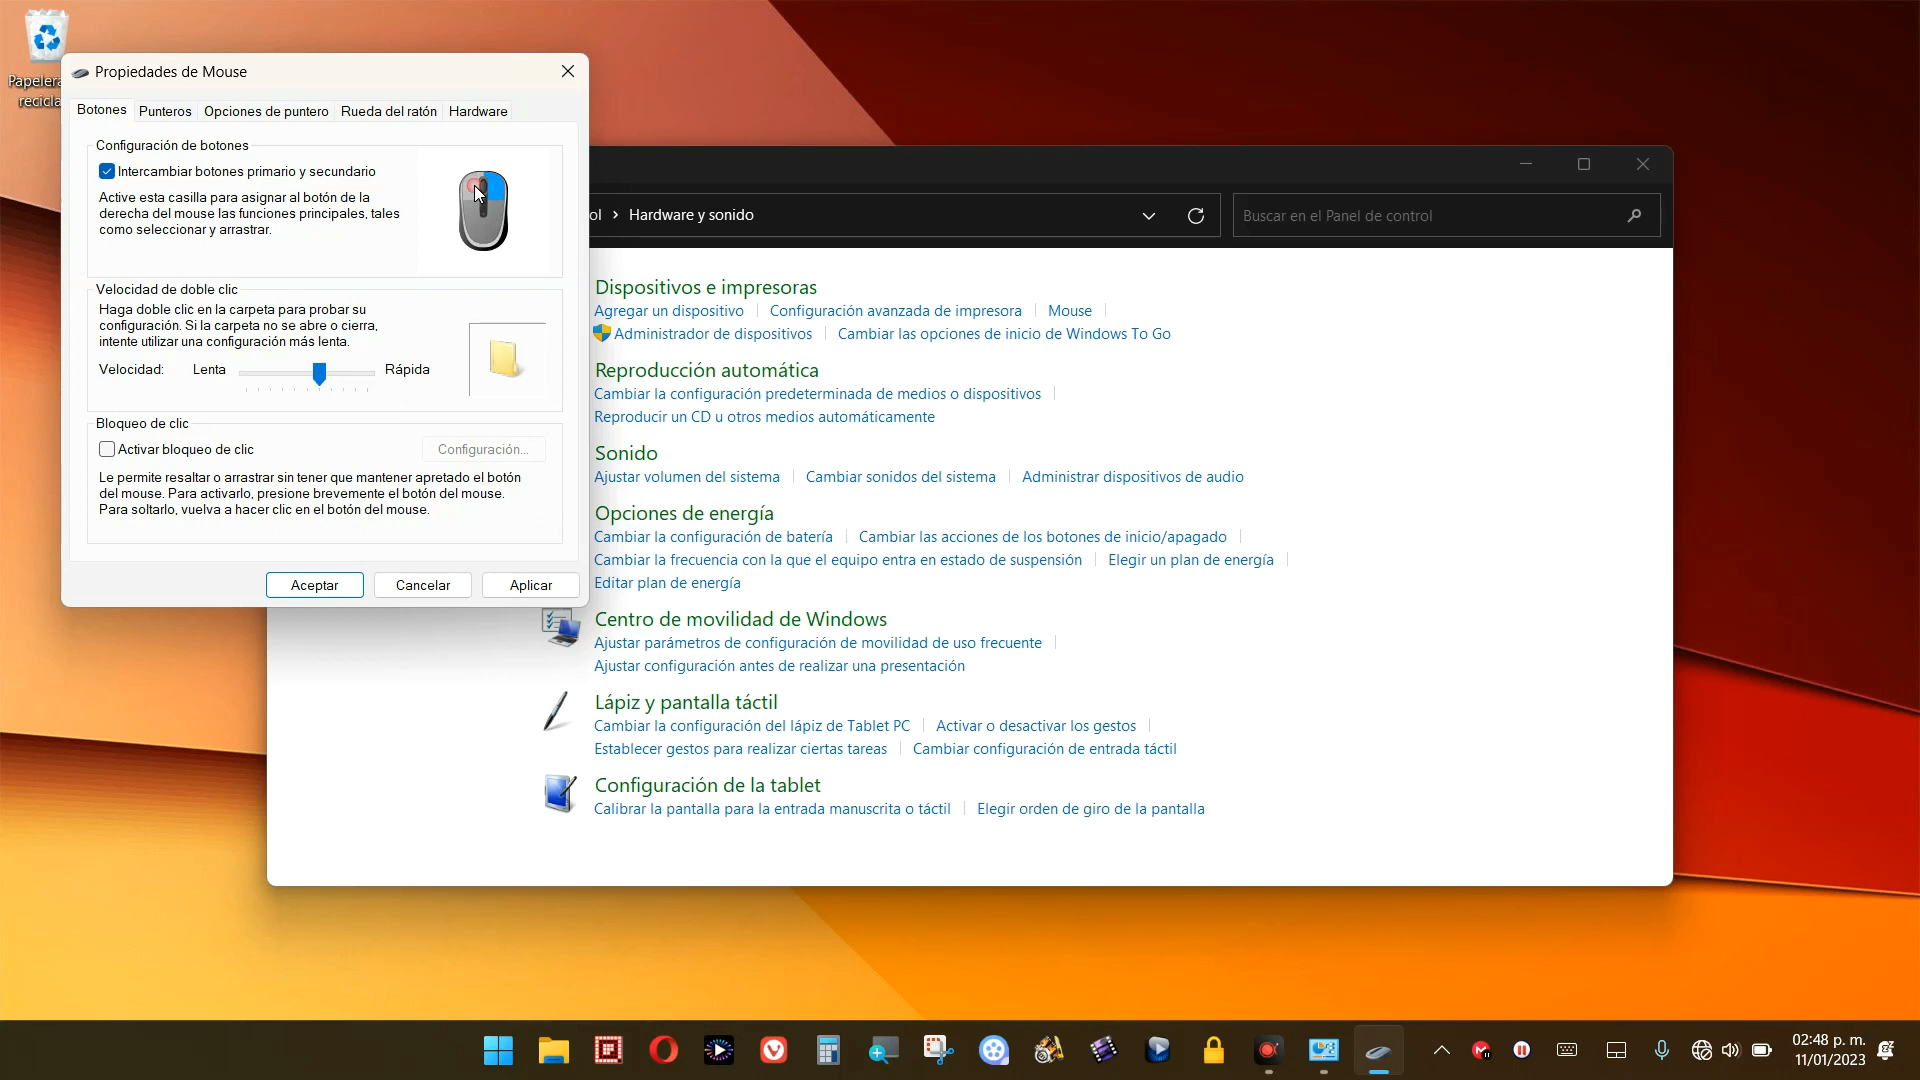 Papelera
recicla
Propiedades de Mouse
Botones Punteros Opciones de puntero Rueda del ratón Hardware
Configuración de botones
Intercambiar botones primario y secundario
Active esta casilla para asignar al botón de la
derecha del mouse las funciones principales, tales
como seleccionar y arrastrar.
Velocidad de doble clic
Haga doble clic en la carpeta para probar su
configuración. Si la carpeta no se abre o cierra,
intente utilizar una configuración más lenta.
Velocidad: Lenta Rápida
Bloqueo de clic
Activar bloqueo de clic Configuración...
Le permite resaltar o arrastrar sin tener que mantener apretado el botón
del mouse. Para activarlo, presione brevemente el botón del mouse.
Para soltarlo, vuelva a hacer clic en el botón del mouse.
Aceptar Cancelar Aplicar
ol › Hardware y sonido
Buscar en el Panel de control
Dispositivos e impresoras
Agregar un dispositivo Configuración avanzada de impresora Mouse
Administrador de dispositivos Cambiar las opciones de inicio de Windows To Go
Reproducción automática
Cambiar la configuración predeterminada de medios o dispositivos
Reproducir un CD u otros medios automáticamente
Sonido
Ajustar volumen del sistema Cambiar sonidos del sistema Administrar dispositivos de audio
Opciones de energía
Cambiar la configuración de batería Cambiar las acciones de los botones de inicio/apagado
Cambiar la frecuencia con la que el equipo entra en estado de suspensión Elegir un plan de energía
Editar plan de energía
Centro de movilidad de Windows
Ajustar parámetros de configuración de movilidad de uso frecuente
Ajustar configuración antes de realizar una presentación
Lápiz y pantalla táctil
Cambiar la configuración del lápiz de Tablet PC Activar o desactivar los gestos
Establecer gestos para realizar ciertas tareas Cambiar configuración de entrada táctil
Configuración de la tablet
Calibrar la pantalla para la entrada manuscrita o táctil Elegir orden de giro de la pantalla
02:48 p. m.
11/01/2023